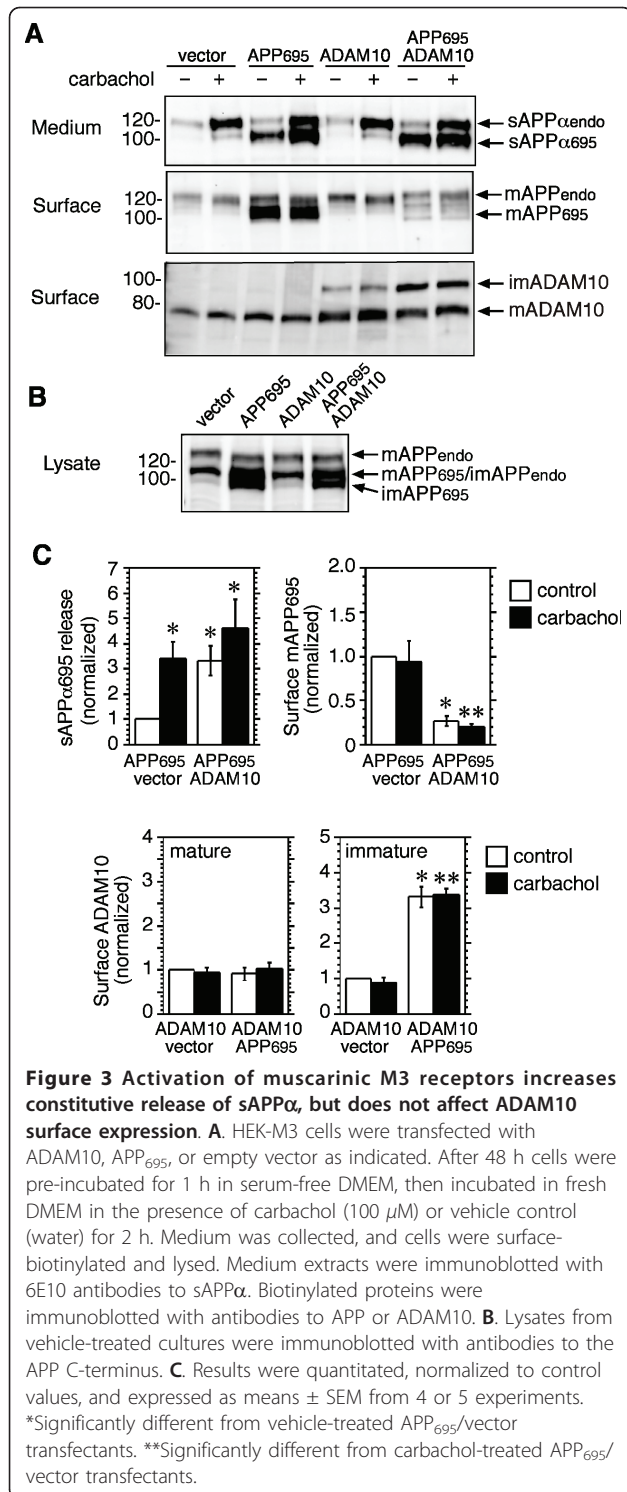 A
vector APP695 ADAM10 APP695 ADAM10
carbachol − + − + − + − +
Medium 120- 100- sAPPαendo sAPPα695
Surface 120- 100- mAPPendo mAPP695
Surface 100- 80- imADAM10 mADAM10
B
vector APP695 ADAM10 APP695 ADAM10
Lysate 120- 100- mAPPendo mAPP695/imAPPendo imAPP695
C
sAPPα695 release (normalized)
7
6
5
4
3
2
1
0
* * *
APP695 vector APP695 ADAM10
Surface mAPP695 (normalized)
2.0
1.5
1.0
0.5
0
* **
APP695 vector APP695 ADAM10
control
carbachol
Surface ADAM10 (normalized)
mature
4
3
2
1
0
ADAM10 vector ADAM10 APP695
immature
4
3
2
1
0
* **
ADAM10 vector ADAM10 APP695
control
carbachol
Figure 3 Activation of muscarinic M3 receptors increases
constitutive release of sAPPα, but does not affect ADAM10
surface expression. A. HEK-M3 cells were transfected with
ADAM10, APP695, or empty vector as indicated. After 48 h cells were
pre-incubated for 1 h in serum-free DMEM, then incubated in fresh
DMEM in the presence of carbachol (100 μM) or vehicle control
(water) for 2 h. Medium was collected, and cells were surface-
biotinylated and lysed. Medium extracts were immunoblotted with
6E10 antibodies to sAPPα. Biotinylated proteins were
immunoblotted with antibodies to APP or ADAM10. B. Lysates from
vehicle-treated cultures were immunoblotted with antibodies to the
APP C-terminus. C. Results were quantitated, normalized to control
values, and expressed as means ± SEM from 4 or 5 experiments.
*Significantly different from vehicle-treated APP695/vector
transfectants. **Significantly different from carbachol-treated APP695/
vector transfectants.